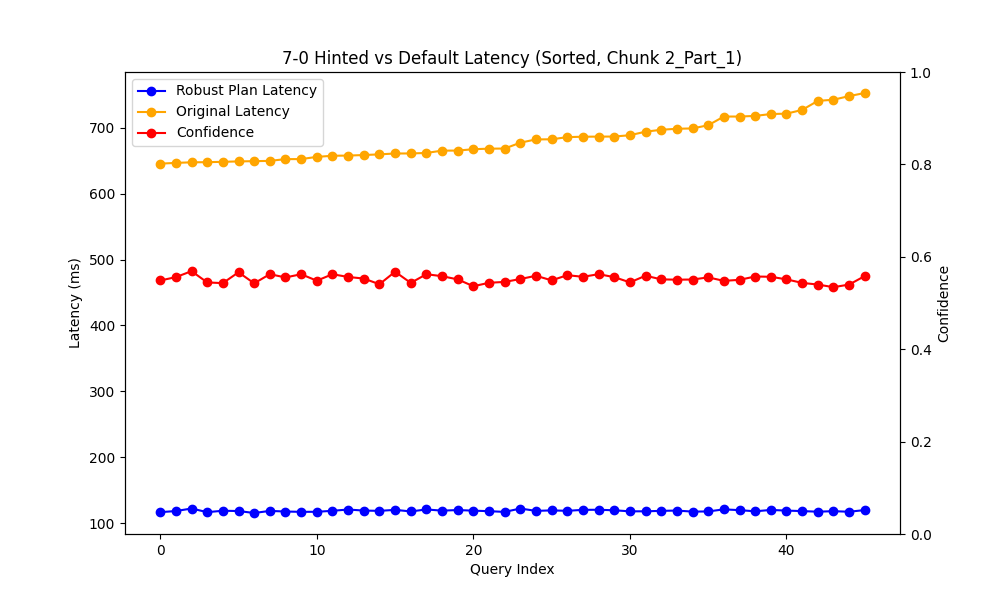 7-0 Hinted vs Default Latency (Sorted, Chunk 2_Part_1)
Robust Plan Latency
Original Latency
Confidence
Latency (ms)
700
600
500
400
300
200
100
1.0
0.8
0.6
0.4
0.2
0.0
Confidence
0 10 20 30 40
Query Index